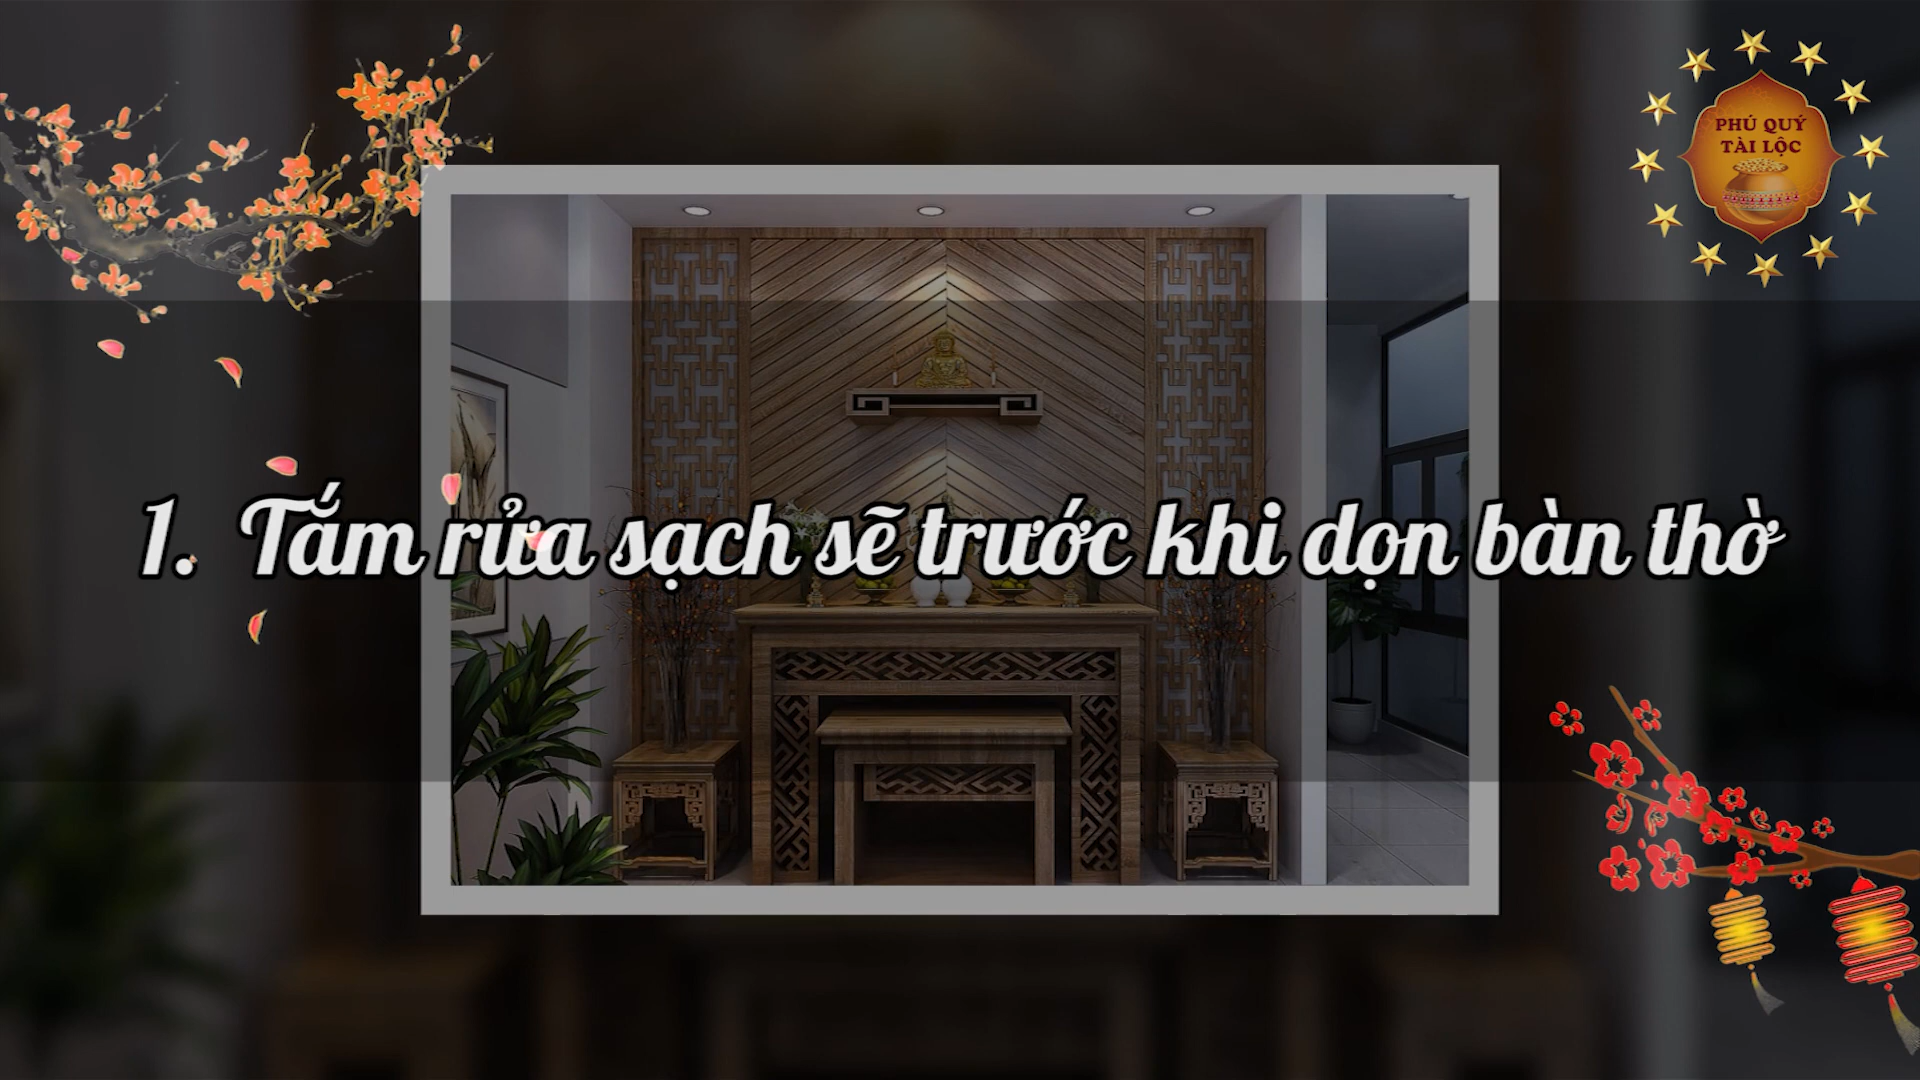 PHÚ QUÝ
TÀI LỘC
1. Tắm rửa sạch sẽ trước khi dọn bàn thờ